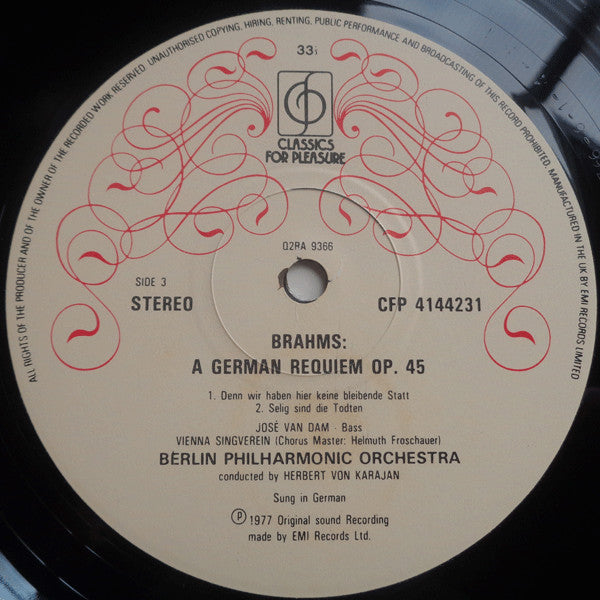 ALL RIGHTS OF THE PRODUCER AND OF THE OWNER OF THE RECORDED WORK RESERVED. UNAUTHORISED COPYING, HIRING, RENTING, PUBLIC PERFORMANCE AND BROADCASTING OF THIS RECORD PROHIBITED. MANUFACTURED IN THE UK BY EMI RECORDS LIMITED
33⅓
CLASSICS
FOR PLEASURE
02RA 9366
SIDE 3
STEREO
CFP 4144231
BRAHMS:
A GERMAN REQUIEM OP. 45
1. Denn wir haben hier keine bleibende Statt
2. Selig sind die Todten
JOSÉ VAN DAM - Bass
VIENNA SINGVEREIN (Chorus Master: Helmuth Froschauer)
BERLIN PHILHARMONIC ORCHESTRA
conducted by HERBERT VON KARAJAN
Sung in German
℗ 1977 Original sound Recording
made by EMI Records Ltd.